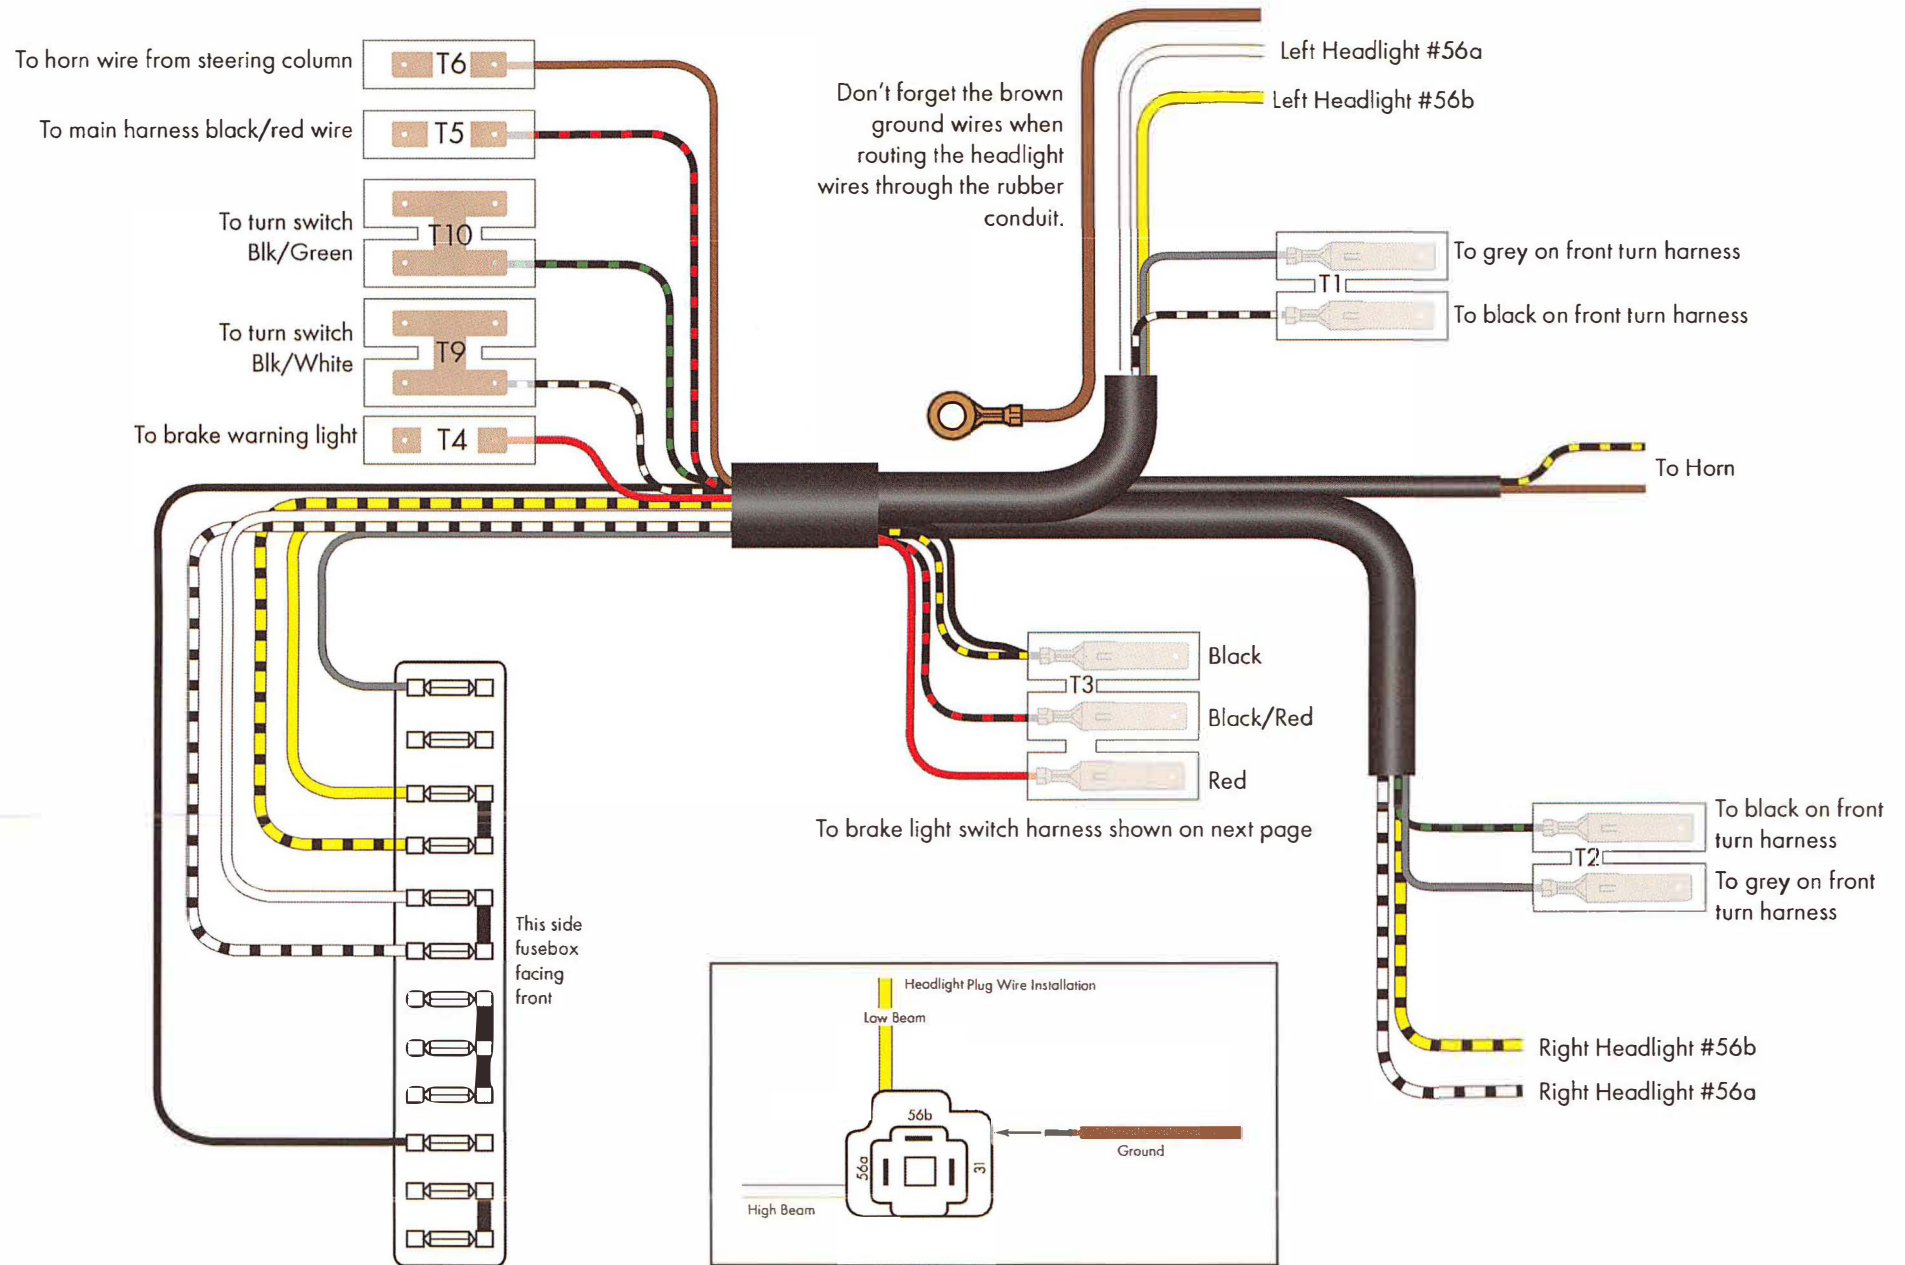 To horn wire from steering column
T6
To main harness black/red wire
T5
To turn switch
Blk/Green
T10
To turn switch
Blk/White
T9
To brake warning light
T4
Don't forget the brown
ground wires when
routing the headlight
wires through the rubber
conduit.
Left Headlight #56a
Left Headlight #56b
To grey on front turn harness
T1
To black on front turn harness
To Horn
Black
T3
Black/Red
Red
To brake light switch harness shown on next page
To black on front
turn harness
T2
To grey on front
turn harness
Right Headlight #56b
Right Headlight #56a
This side
fusebox
facing
front
Headlight Plug Wire Installation
Low Beam
56b
56a
31
Ground
High Beam